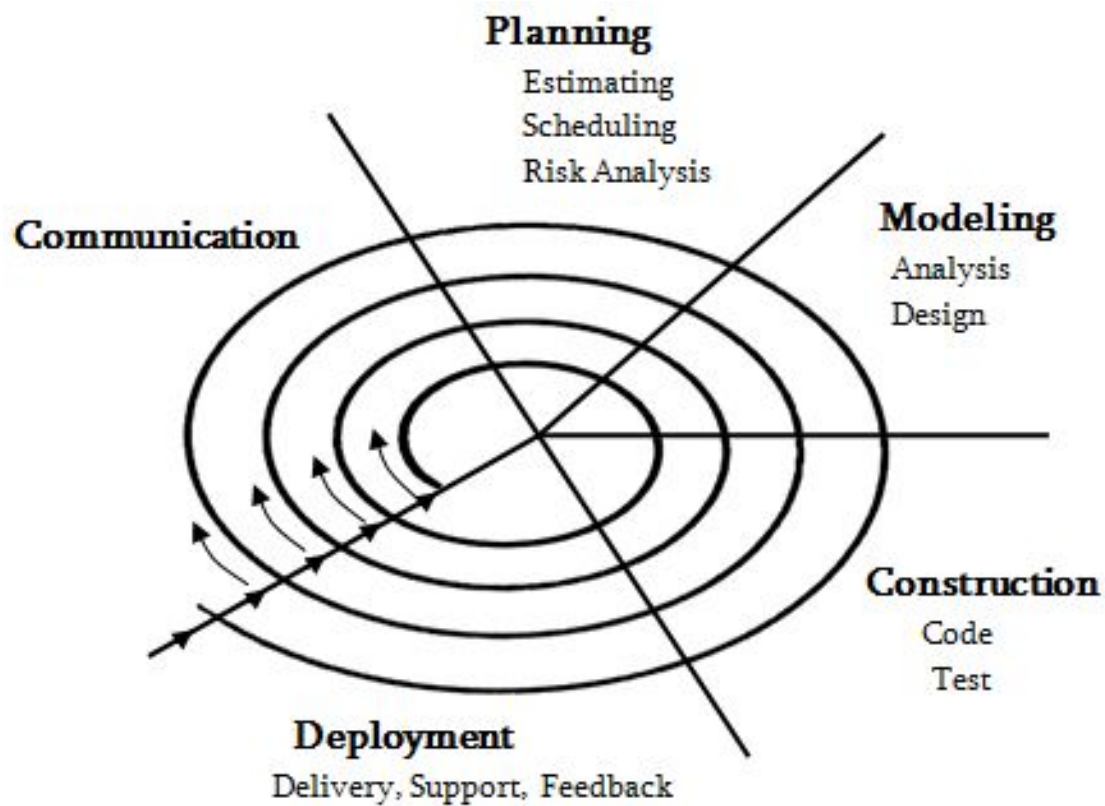 Planning
Estimating
Scheduling
Risk Analysis
Communication
Modeling
Analysis
Design
Construction
Code
Test
Deployment
Delivery, Support, Feedback